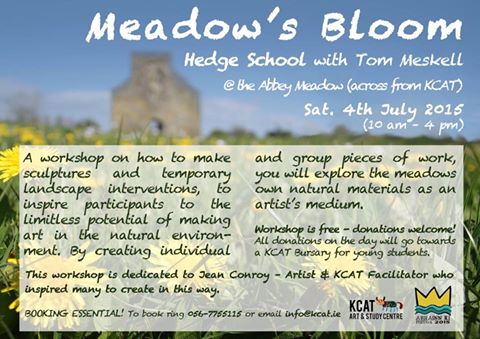 Meadow's Bloom
Hedge School with Tom Meskell
@ the Abbey Meadow (across from KCAT)
Sat. 4th July 2015
(10 am - 4 pm)
A workshop on how to make
sculptures and temporary
landscape interventions, to
inspire participants to the
limitless potential of making
art in the natural environ-
ment. By creating individual
and group pieces of work,
you will explore the meadows
own natural materials as an
artist's medium.
Workshop is free - donations welcome!
All donations on the day will go towards
a KCAT Bursary for young students.
This workshop is dedicated to Jean Conroy - Artist & KCAT Facilitator who
inspired many to create in this way.
BOOKING ESSENTIAL! To book ring 056-7755115 or email info@kcat.ie
KCAT
ART & STUDY CENTRE
2015